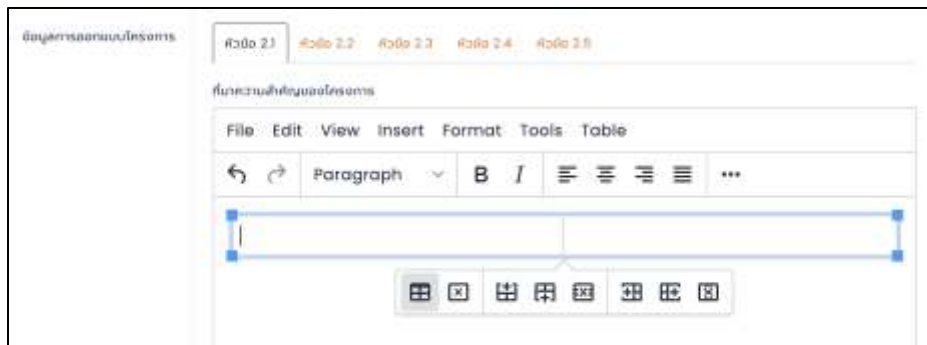 ข้อมูลการออกแบบโครงการ
หัวข้อ 2.1 หัวข้อ 2.2 หัวข้อ 2.3 หัวข้อ 2.4 หัวข้อ 2.5
ที่มาความสำคัญของโครงการ
File Edit View Insert Format Tools Table
Paragraph B I